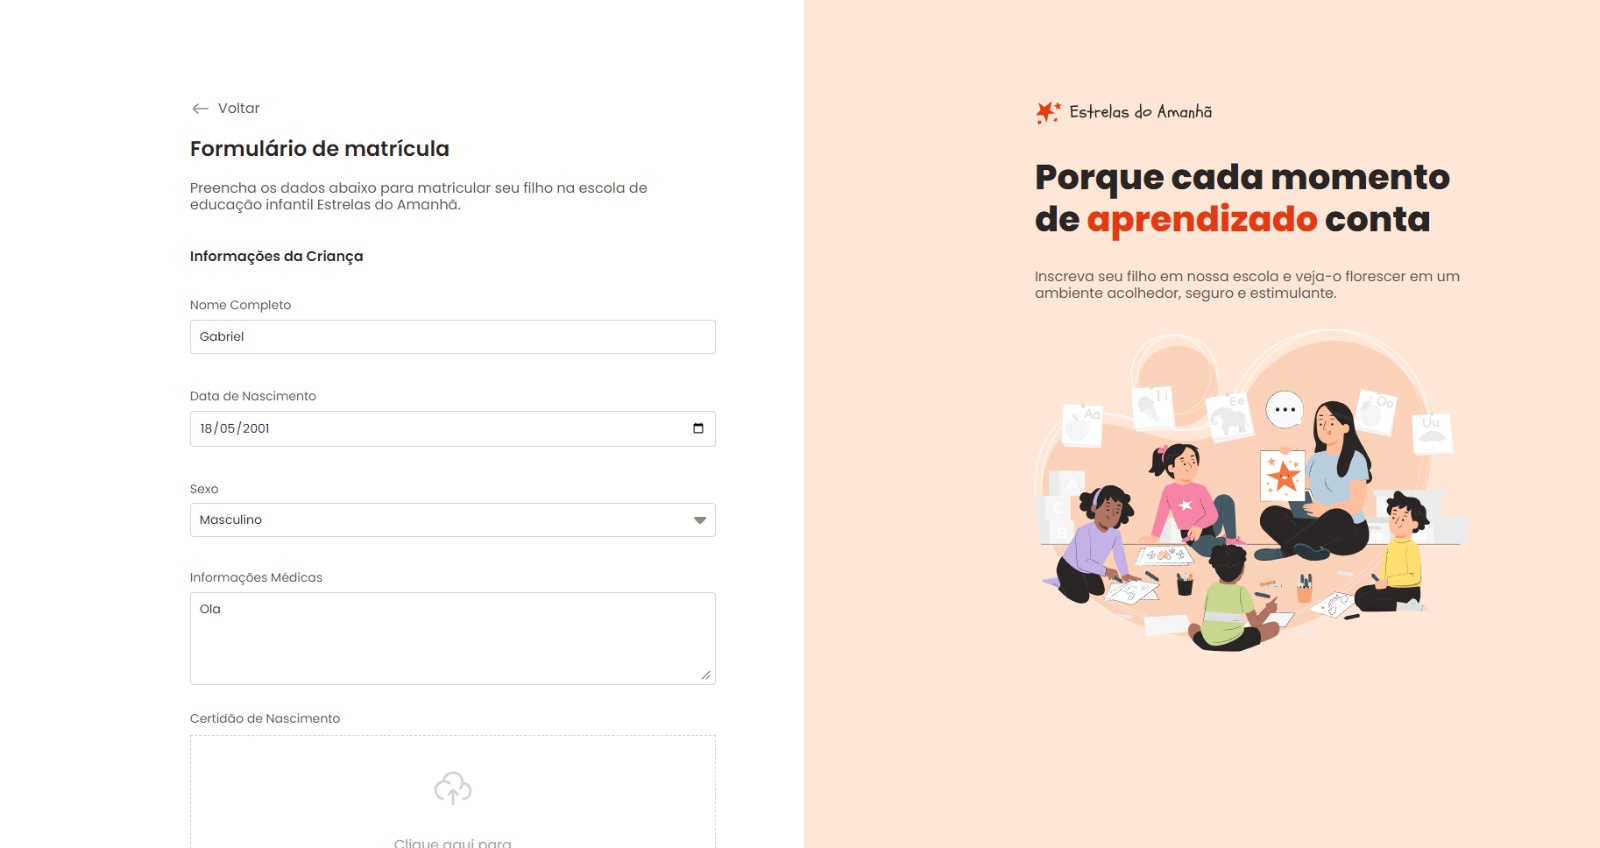 Voltar
Formulário de matrícula
Preencha os dados abaixo para matricular seu filho na escola de
educação infantil Estrelas do Amanhã.
Informações da Criança
Nome Completo
Gabriel
Data de Nascimento
18/05/2001
Sexo
Masculino
Informações Médicas
Ola
Certidão de Nascimento
Clique aqui para
Estrelas do Amanhã
Porque cada momento
de aprendizado conta
Inscreva seu filho em nossa escola e veja-o florescer em um
ambiente acolhedor, seguro e estimulante.
Aa
Ii
Ee
Oo
Uu
A
C
B